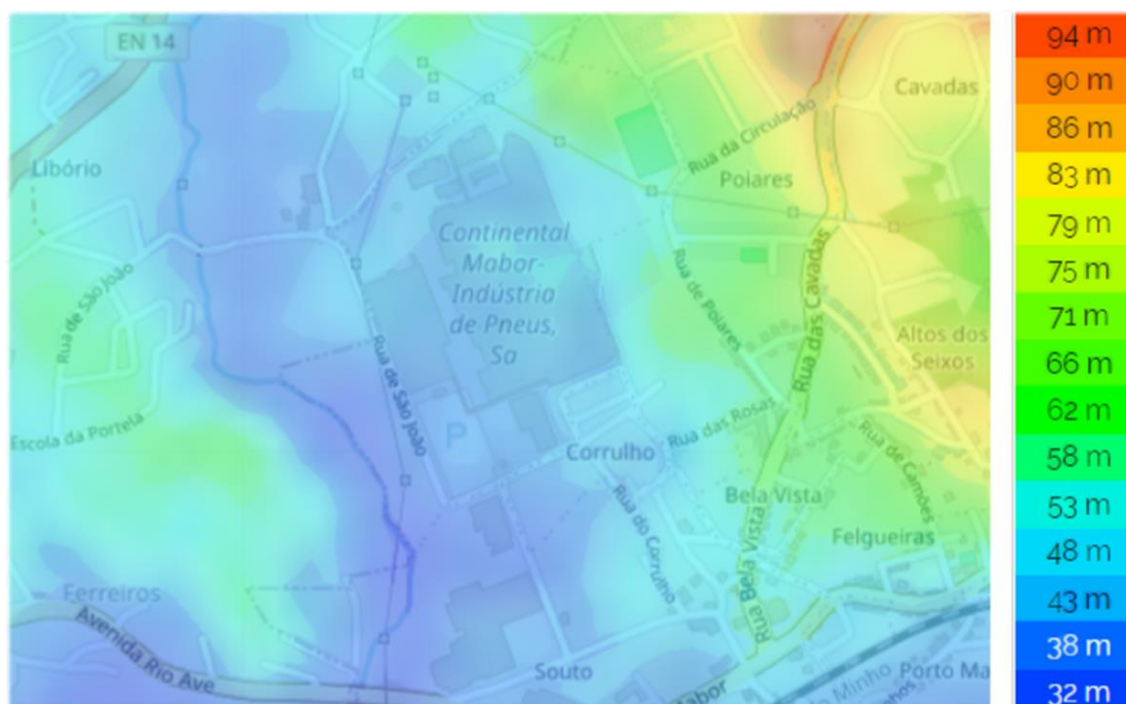 EN 14
Cavadas
Rua da Circulação
Libório
Poiares
Continental
Mabor-
Indústria
de Pneus,
Sa
Rua de São João
Rua de Poiares
Rua das Cavadas
Altos dos
Seixos
Rua de São João
Escola da Portela
P
Corrulho
Rua das Rosas
Rua de Camões
Bela Vista
Rua do Corrulho
Felgueiras
Rua Bela Vista
Ferreiros
Avenida Rio Ave
Souto
Porto Ma
Minho
Mabor
94 m
90 m
86 m
83 m
79 m
75 m
71 m
66 m
62 m
58 m
53 m
48 m
43 m
38 m
32 m